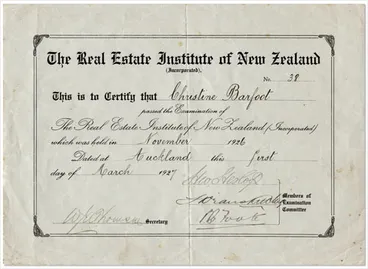 The Real Estate Institute of New Zealand
(Incorporated).
No. 38
This is to Certify that Christine Barfoot
passed the Examination of
The Real Estate Institute of New Zealand (Incorporated)
which was held in November 1926
Dated at Auckland this first
day of March 1927
Secretary
Members of
Examination
Committee